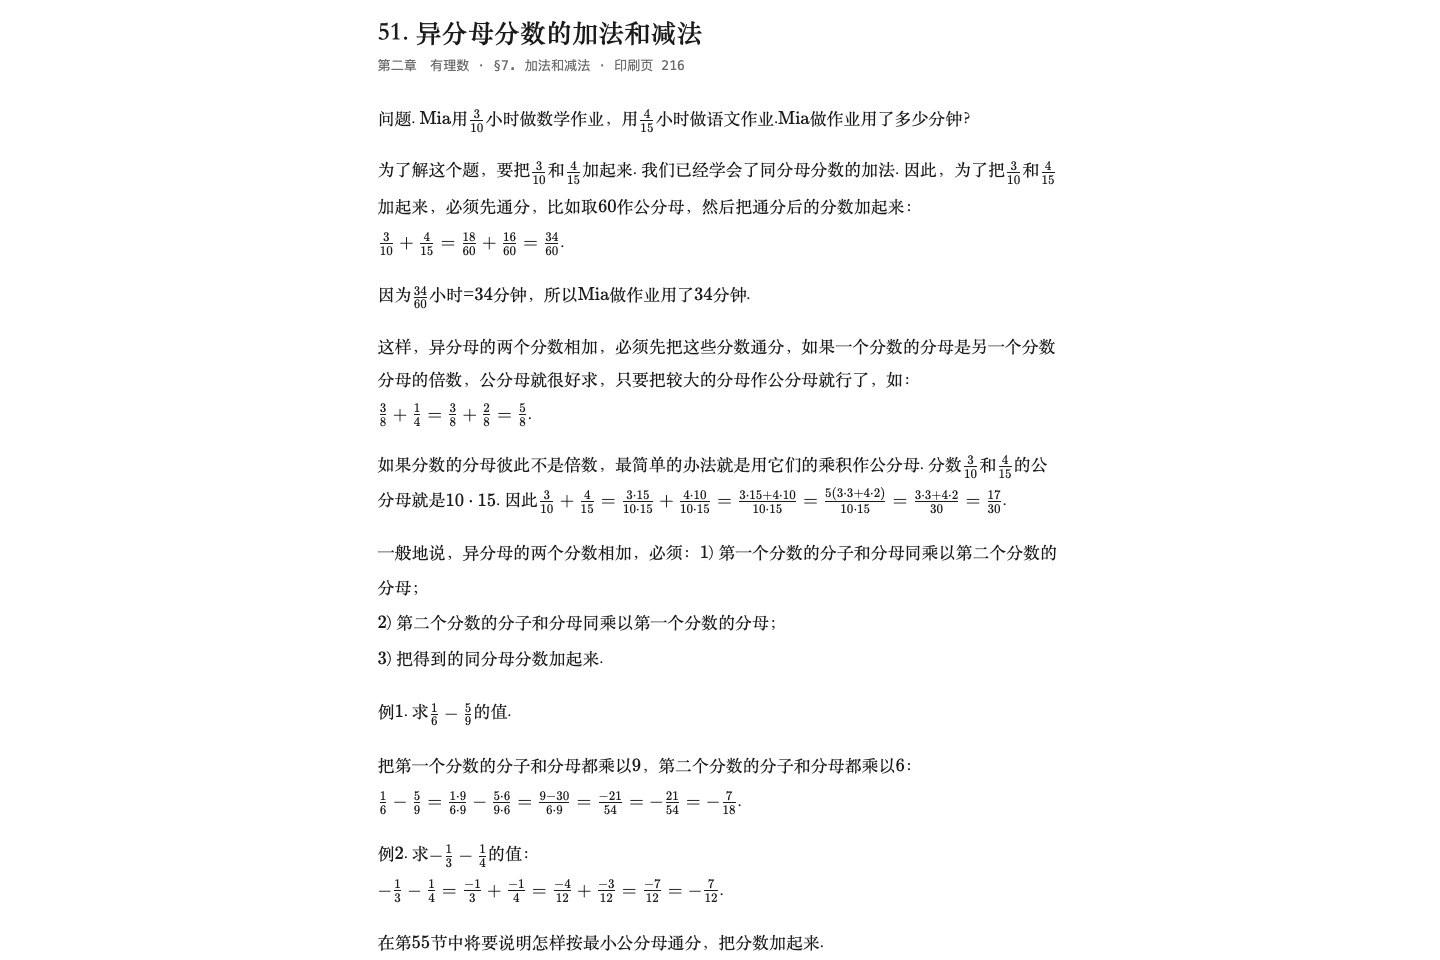 51. 异分母分数的加法和减法
第二章 有理数 · §7. 加法和减法 · 印刷页 216
问题. Mia用3/10小时做数学作业，用4/15小时做语文作业.Mia做作业用了多少分钟?
为了解这个题，要把3/10和4/15加起来. 我们已经学会了同分母分数的加法. 因此，为了把3/10和4/15
加起来，必须先通分，比如取60作公分母，然后把通分后的分数加起来：
3/10 + 4/15 = 18/60 + 16/60 = 34/60.
因为34/60小时=34分钟，所以Mia做作业用了34分钟.
这样，异分母的两个分数相加，必须先把这些分数通分，如果一个分数的分母是另一个分数
分母的倍数，公分母就很好求，只要把较大的分母作公分母就行了，如：
3/8 + 1/4 = 3/8 + 2/8 = 5/8.
如果分数的分母彼此不是倍数，最简单的办法就是用它们的乘积作公分母. 分数3/10和4/15的公
分母就是10 · 15. 因此3/10 + 4/15 = 3·15/10·15 + 4·10/10·15 = 3·15+4·10/10·15 = 5(3·3+4·2)/10·15 = 3·3+4·2/30 = 17/30.
一般地说，异分母的两个分数相加，必须：1) 第一个分数的分子和分母同乘以第二个分数的
分母；
2) 第二个分数的分子和分母同乘以第一个分数的分母；
3) 把得到的同分母分数加起来.
例1. 求1/6 − 5/9的值.
把第一个分数的分子和分母都乘以9，第二个分数的分子和分母都乘以6：
1/6 − 5/9 = 1·9/6·9 − 5·6/9·6 = 9−30/6·9 = −21/54 = −21/54 = −7/18.
例2. 求−1/3 − 1/4的值：
−1/3 − 1/4 = −1/3 + −1/4 = −4/12 + −3/12 = −7/12 = −7/12.
在第55节中将要说明怎样按最小公分母通分，把分数加起来.